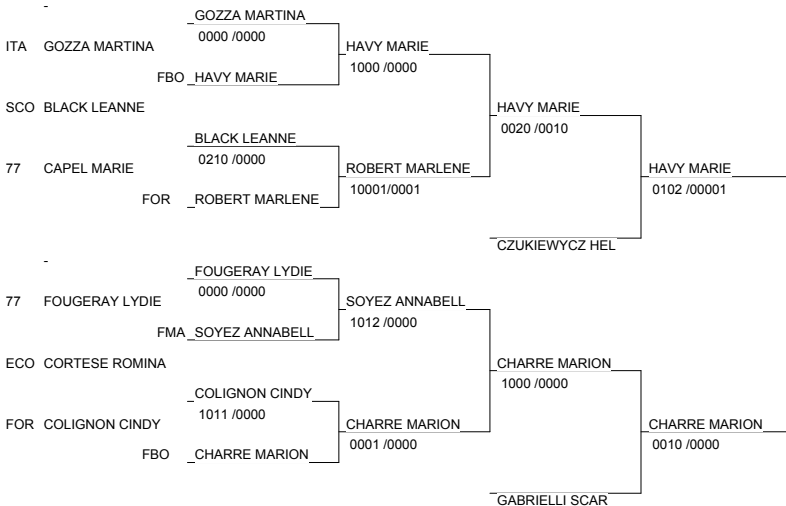 -
GOZZA MARTINA
0000 /0000
ITA GOZZA MARTINA
HAVY MARIE
1000 /0000
FBO HAVY MARIE
SCO BLACK LEANNE
HAVY MARIE
0020 /0010
BLACK LEANNE
0210 /0000
77 CAPEL MARIE
ROBERT MARLENE
10001/0001
HAVY MARIE
0102 /00001
FOR ROBERT MARLENE
CZUKIEWYCZ HEL
-
FOUGERAY LYDIE
0000 /0000
77 FOUGERAY LYDIE
SOYEZ ANNABELL
1012 /0000
FMA SOYEZ ANNABELL
ECO CORTESE ROMINA
CHARRE MARION
1000 /0000
COLIGNON CINDY
1011 /0000
FOR COLIGNON CINDY
CHARRE MARION
0001 /0000
CHARRE MARION
0010 /0000
FBO CHARRE MARION
GABRIELLI SCAR